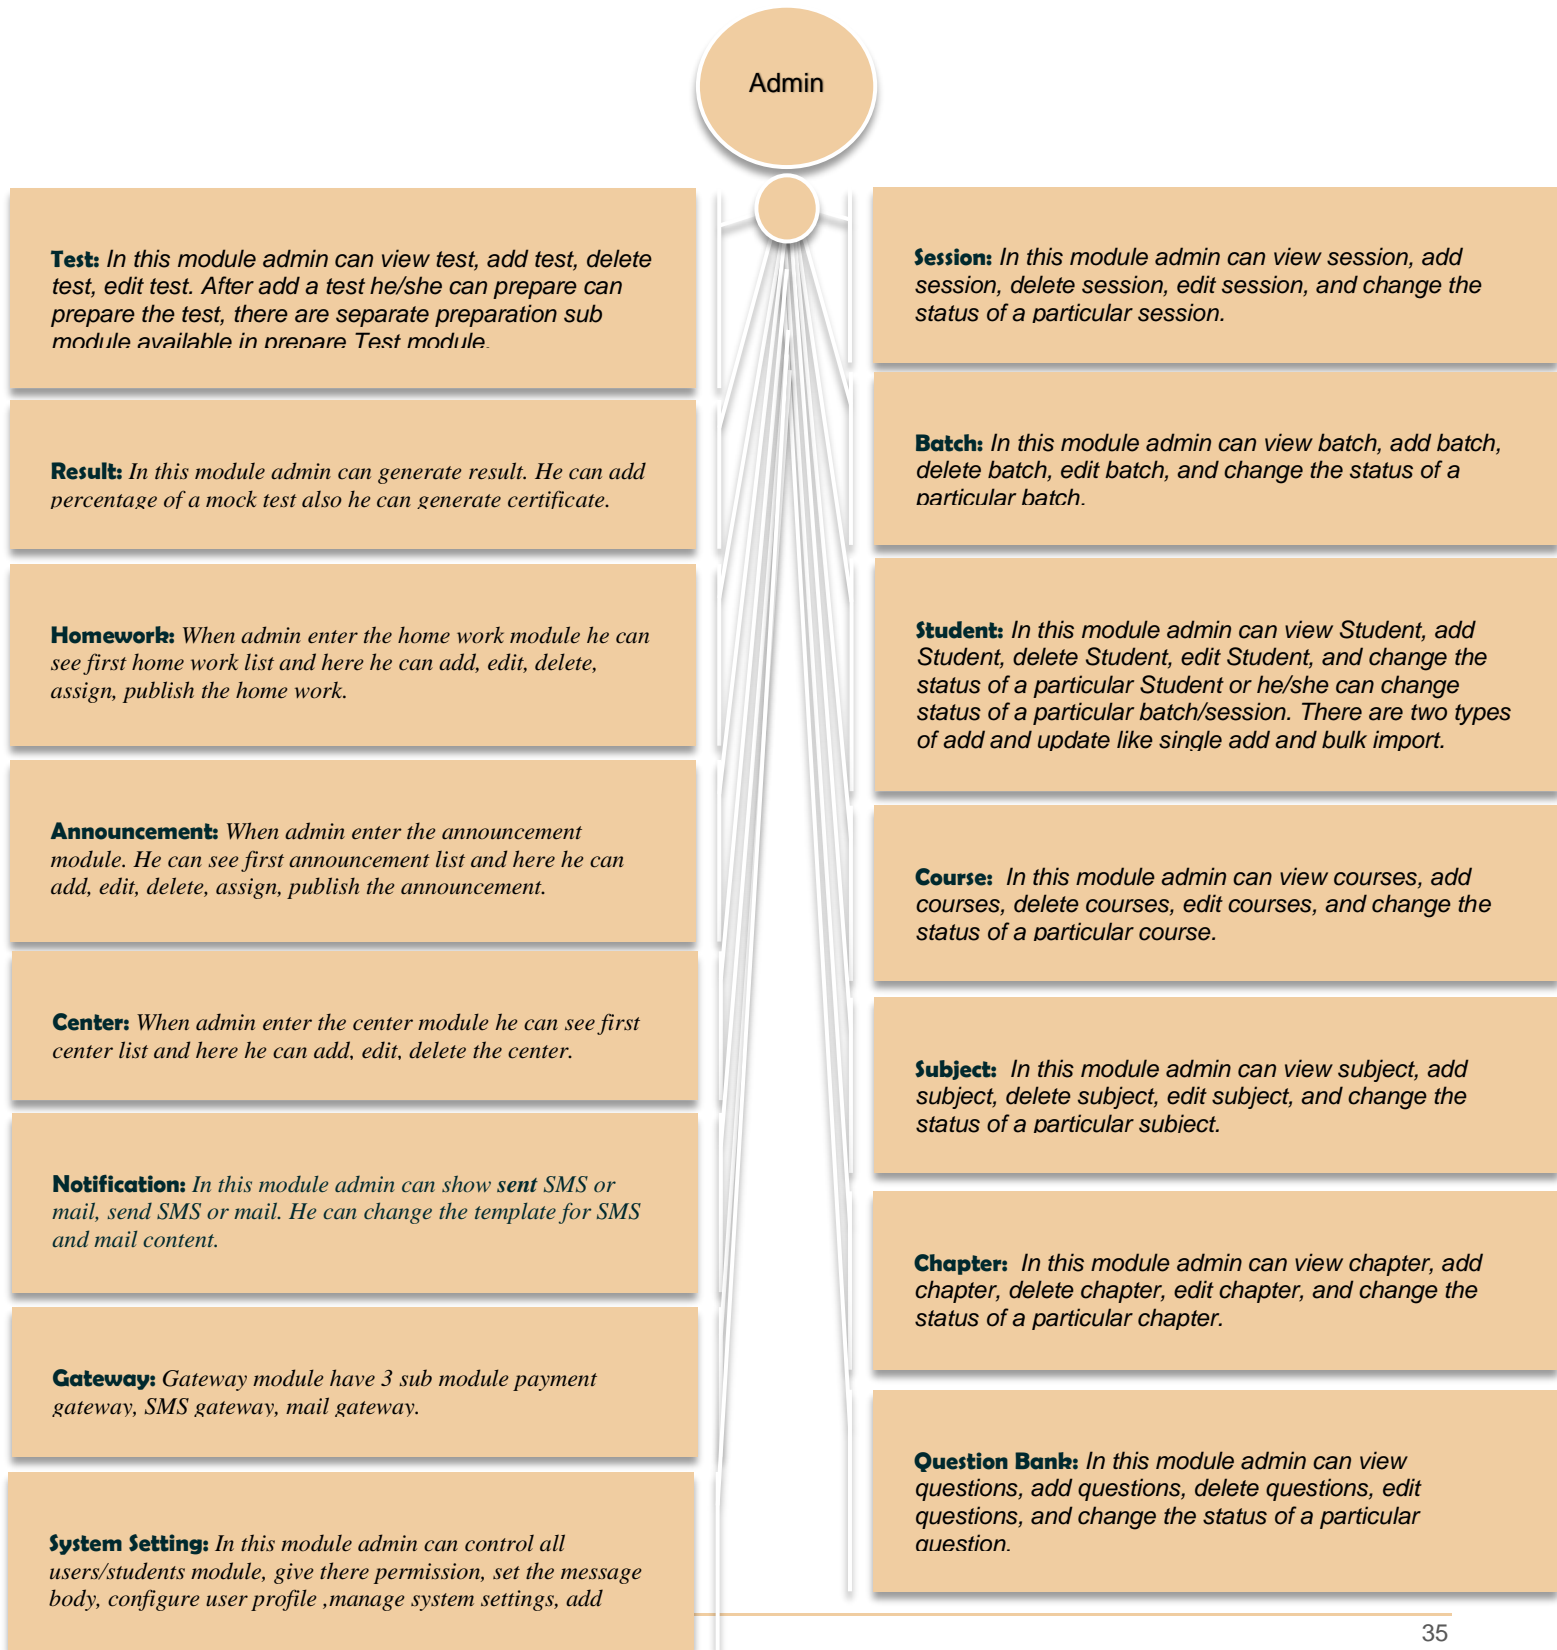 Admin
Test: In this module admin can view test, add test, delete
test, edit test. After add a test he/she can prepare can
prepare the test, there are separate preparation sub
module available in prepare Test module.
Result: In this module admin can generate result. He can add
percentage of a mock test also he can generate certificate.
Homework: When admin enter the home work module he can
see first home work list and here he can add, edit, delete,
assign, publish the home work.
Announcement: When admin enter the announcement
module. He can see first announcement list and here he can
add, edit, delete, assign, publish the announcement.
Center: When admin enter the center module he can see first
center list and here he can add, edit, delete the center.
Notification: In this module admin can show sent SMS or
mail, send SMS or mail. He can change the template for SMS
and mail content.
Gateway: Gateway module have 3 sub module payment
gateway, SMS gateway, mail gateway.
System Setting: In this module admin can control all
users/students module, give there permission, set the message
body, configure user profile ,manage system settings, add
Session: In this module admin can view session, add
session, delete session, edit session, and change the
status of a particular session.
Batch: In this module admin can view batch, add batch,
delete batch, edit batch, and change the status of a
particular batch.
Student: In this module admin can view Student, add
Student, delete Student, edit Student, and change the
status of a particular Student or he/she can change
status of a particular batch/session. There are two types
of add and update like single add and bulk import.
Course: In this module admin can view courses, add
courses, delete courses, edit courses, and change the
status of a particular course.
Subject: In this module admin can view subject, add
subject, delete subject, edit subject, and change the
status of a particular subject.
Chapter: In this module admin can view chapter, add
chapter, delete chapter, edit chapter, and change the
status of a particular chapter.
Question Bank: In this module admin can view
questions, add questions, delete questions, edit
questions, and change the status of a particular
question.
35